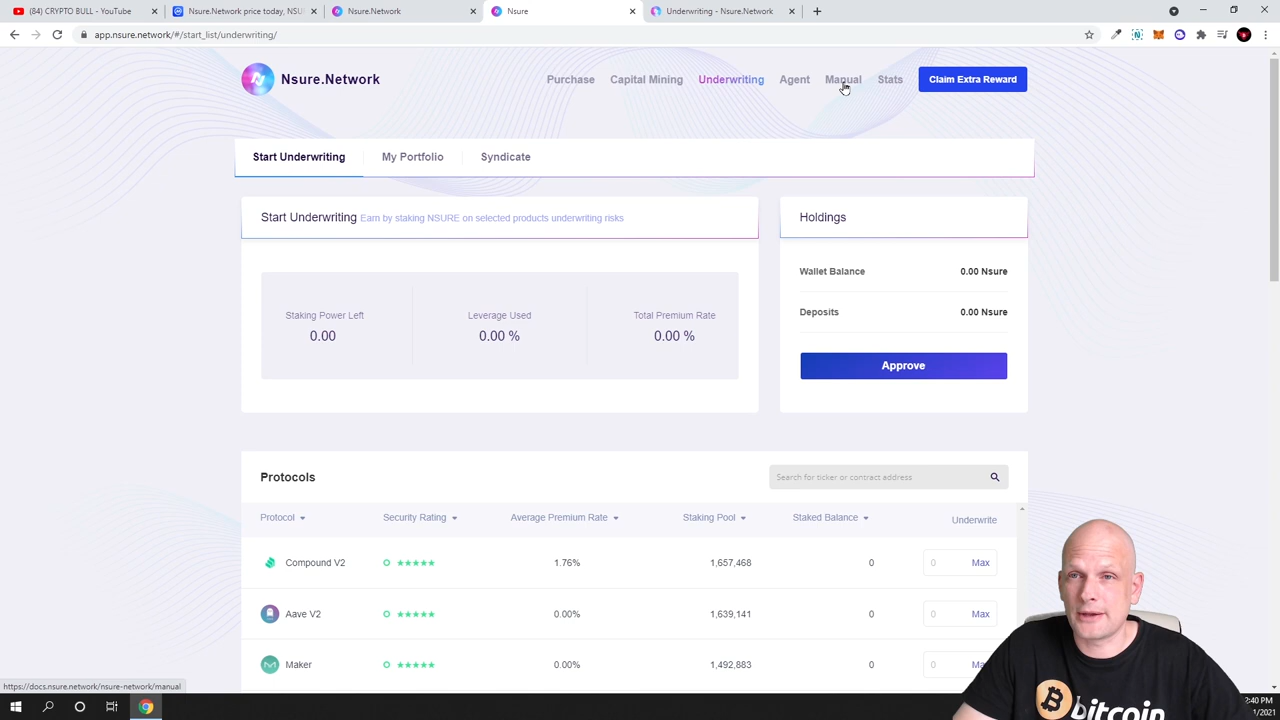 (84) CRYPTO BULL - YouTube
Nsure.Network price today, NSU
Nsure.Network
Nsure
Underwriting - Nsure.Network
app.nsure.network/#/start_list/underwriting/
Nsure.Network
Purchase Capital Mining Underwriting Agent Manual Stats Claim Extra Reward
Start Underwriting My Portfolio Syndicate
Start Underwriting Earn by staking NSURE on selected products underwriting risks
Holdings
Staking Power Left Leverage Used Total Premium Rate
0.00 0.00 % 0.00 %
Wallet Balance 0.00 Nsure
Deposits 0.00 Nsure
Approve
Protocols
Search for ticker or contract address
Protocol Security Rating Average Premium Rate Staking Pool Staked Balance Underwrite
Compound V2 1.76% 1,657,468 0 0 Max
Aave V2 0.00% 1,639,141 0 0 Max
Maker 0.00% 1,492,883 0 0
https://docs.nsure.network/nsure-network/manual
bitcoin
2:40 PM
1/2021